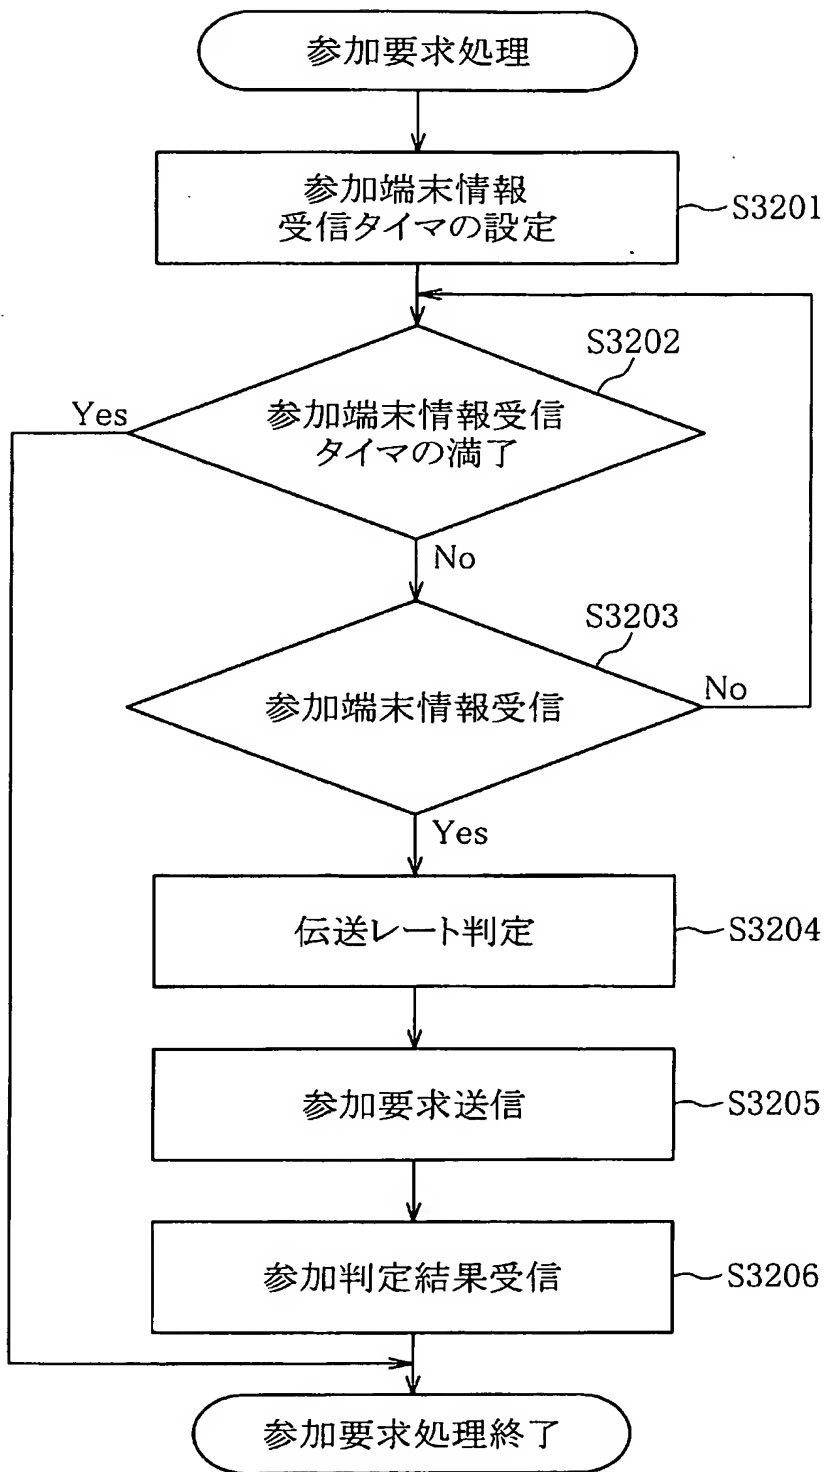 参加要求処理
参加端末情報
受信タイマの設定
S3201
S3202
Yes
参加端末情報受信
タイマの満了
No
S3203
No
参加端末情報受信
Yes
伝送レート判定
S3204
参加要求送信
S3205
参加判定結果受信
S3206
参加要求処理終了